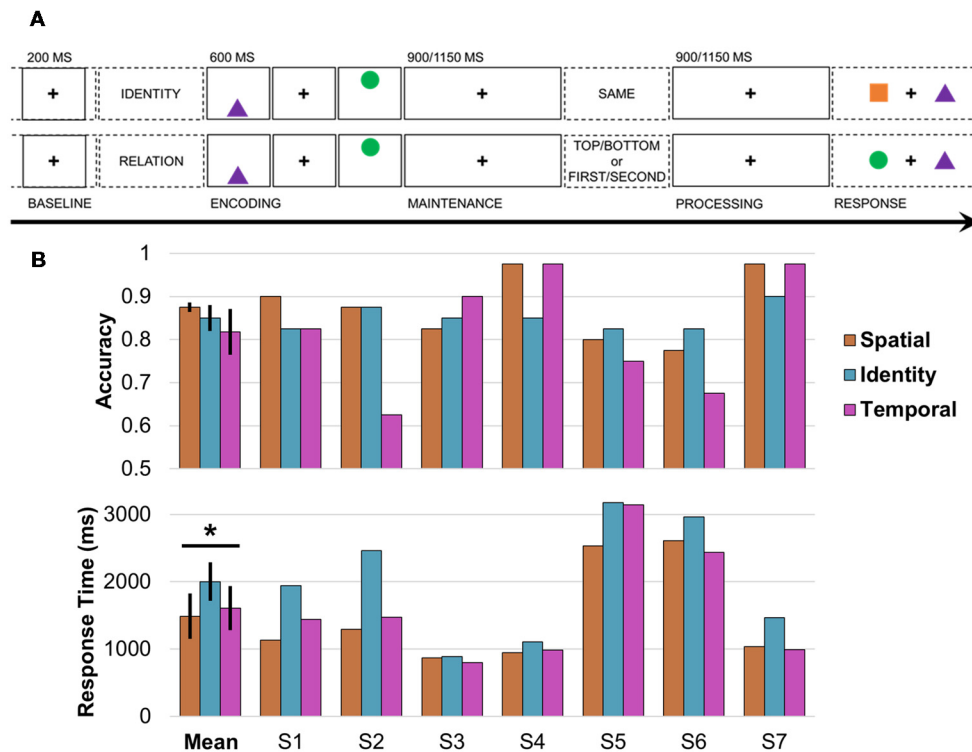 A
200 MS
600 MS
900/1150 MS
900/1150 MS
+
IDENTITY
+
+
SAME
+
+
+
RELATION
+
+
TOP/BOTTOM
or
FIRST/SECOND
+
+
BASELINE
ENCODING
MAINTENANCE
PROCESSING
RESPONSE
B
Accuracy
1
0.9
0.8
0.7
0.6
0.5
Spatial
Identity
Temporal
Response Time (ms)
3000
2000
1000
0
*
Mean
S1
S2
S3
S4
S5
S6
S7